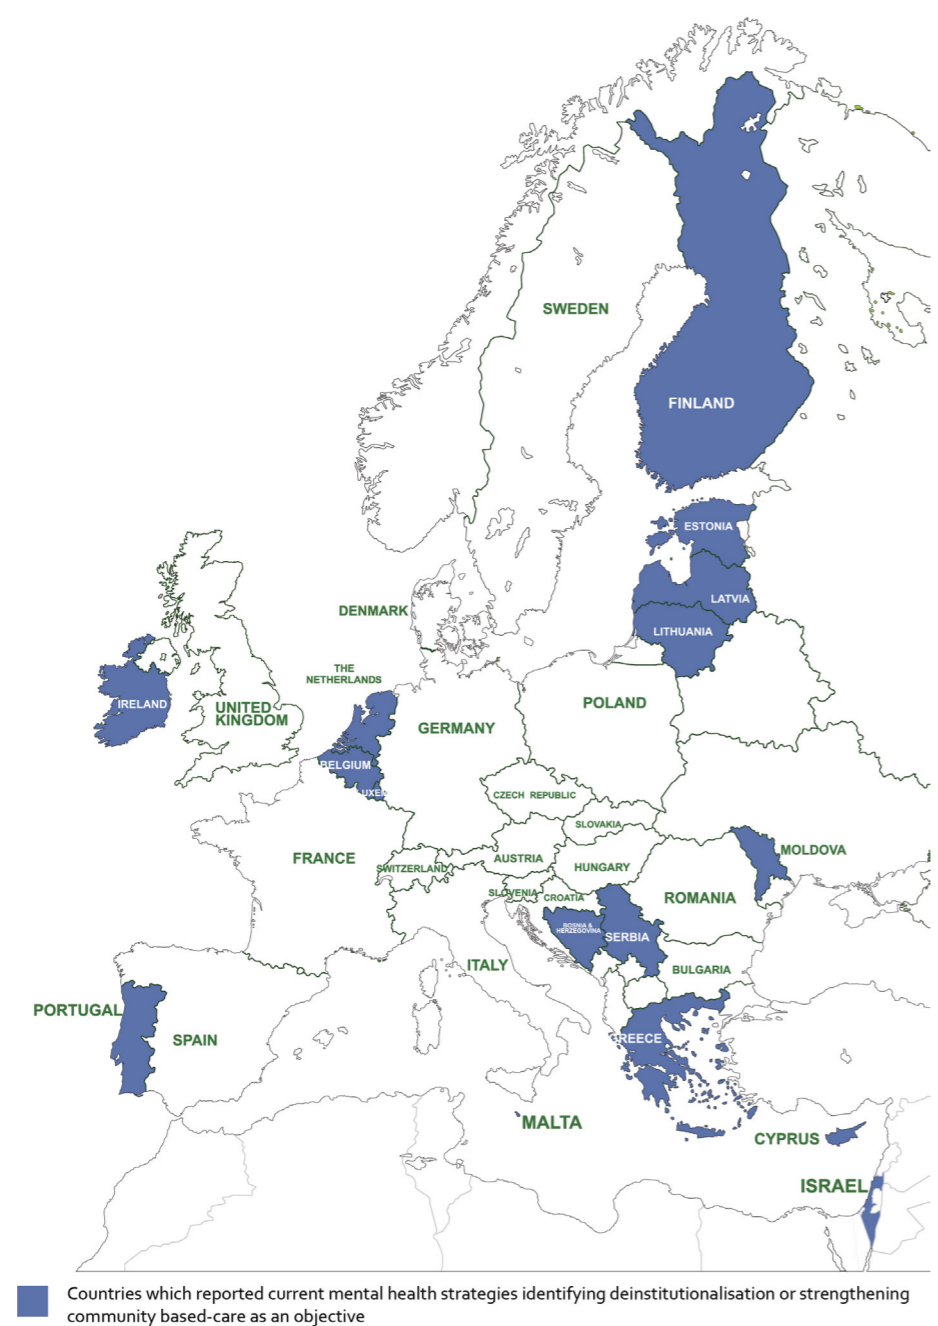 SWEDEN
FINLAND
ESTONIA
LATVIA
LITHUANIA
DENMARK
THE
NETHERLANDS
IRELAND
UNITED
KINGDOM
POLAND
GERMANY
BELGIUM
CZECH REPUBLIC
SLOVAKIA
MOLDOVA
FRANCE
SWITZERLAND
AUSTRIA
HUNGARY
SLOVENIA
CROATIA
ROMANIA
BOSNIA &
HERZEGOVINA
SERBIA
ITALY
BULGARIA
PORTUGAL
SPAIN
GREECE
MALTA
CYPRUS
ISRAEL
Countries which reported current mental health strategies identifying deinstitutionalisation or strengthening
community based-care as an objective